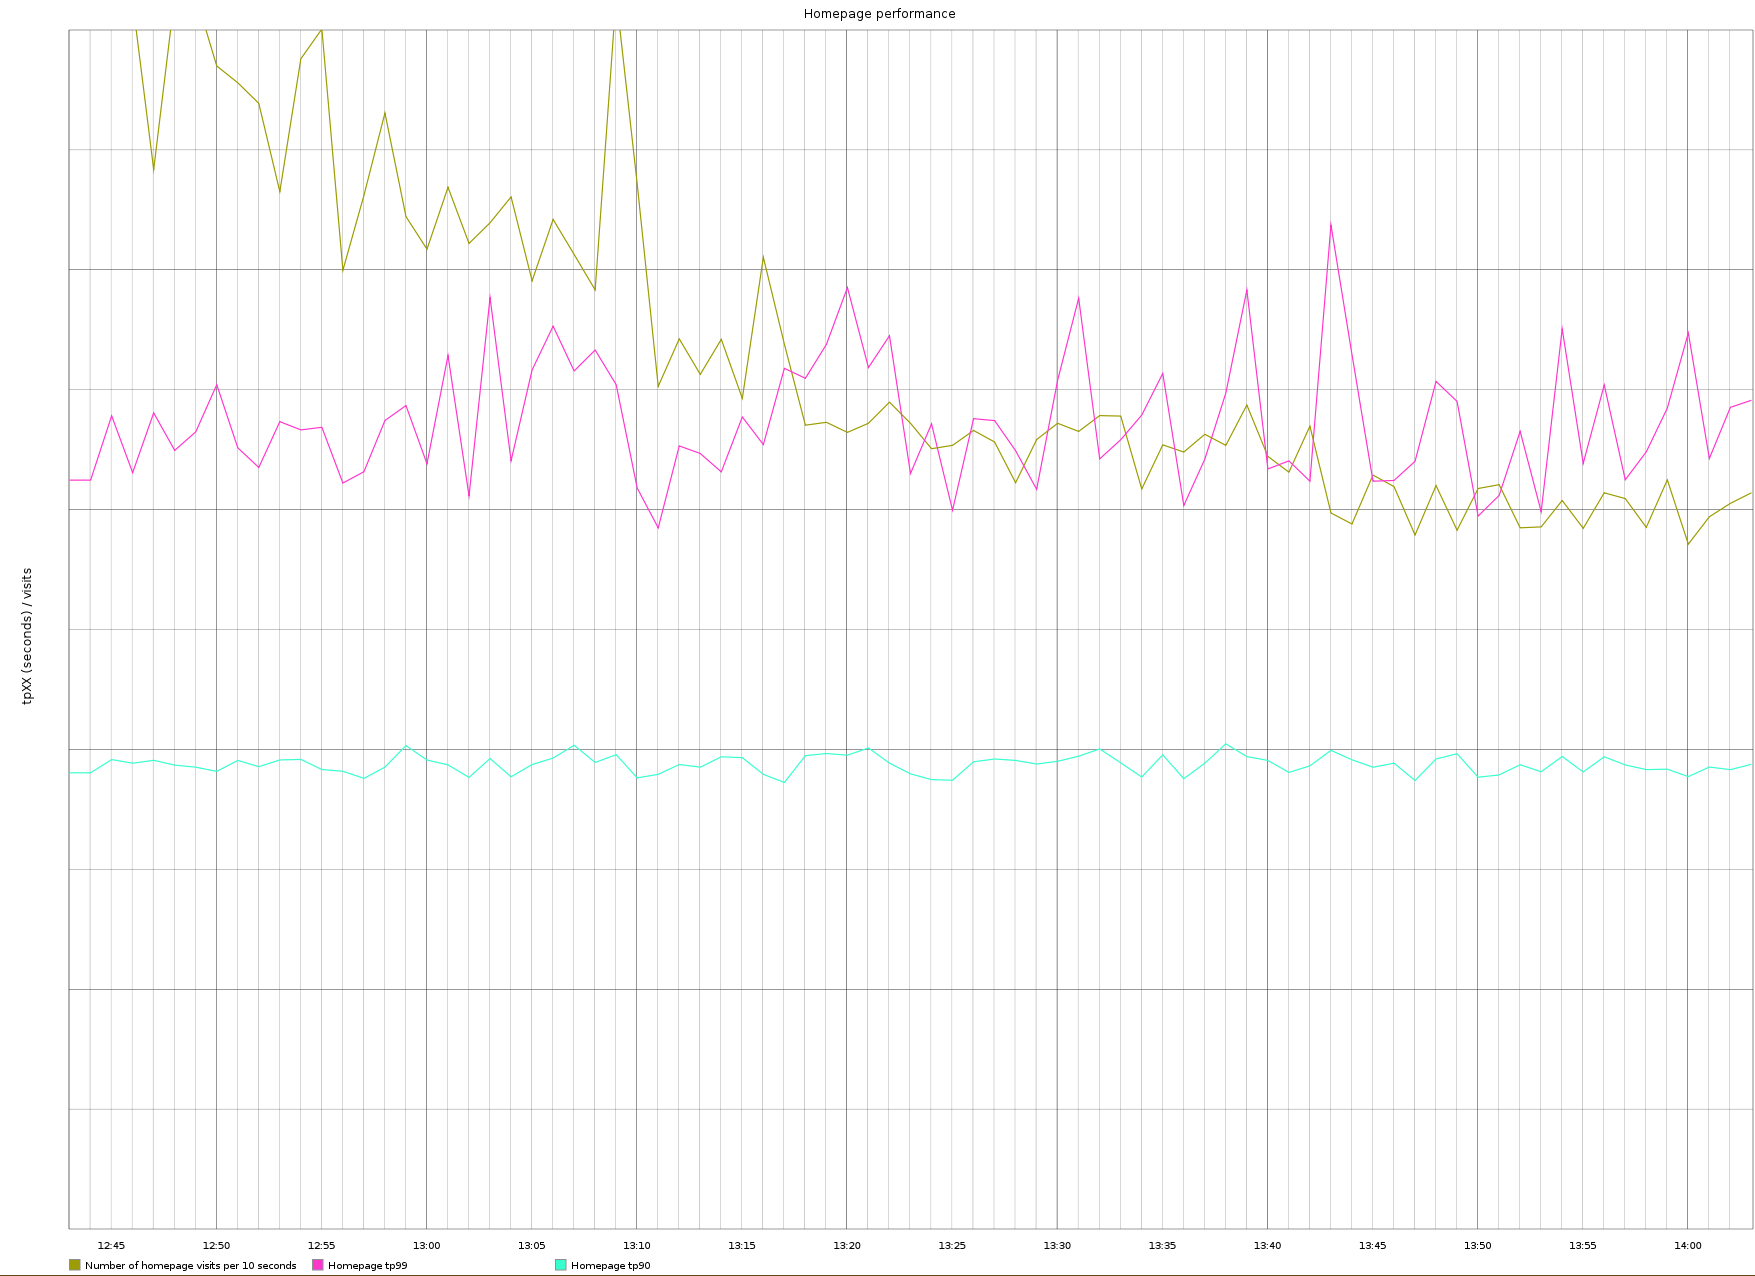 Homepage performance
tpXX (seconds) / visits
12:45 12:50 12:55 13:00 13:05 13:10 13:15 13:20 13:25 13:30 13:35 13:40 13:45 13:50 13:55 14:00
Number of homepage visits per 10 seconds Homepage tp99 Homepage tp90